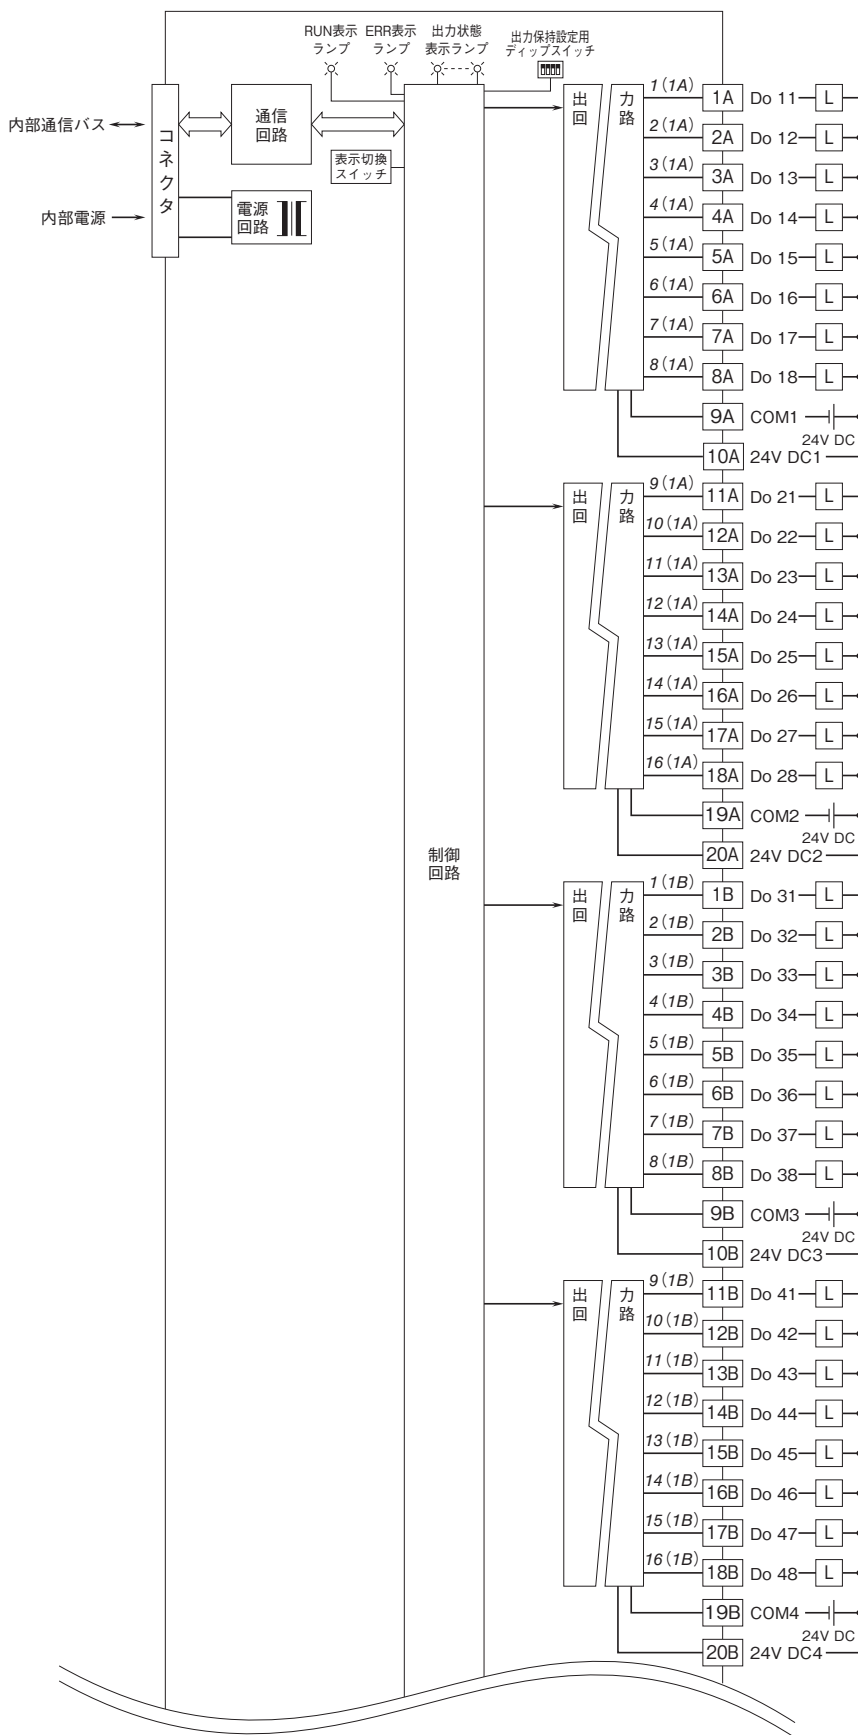 RUN表示
ランプ
ERR表示
ランプ
出力状態
表示ランプ
出力保持設定用
ディップスイッチ
内部通信バス
コネクタ
通信
回路
表示切換
スイッチ
内部電源
電源
回路
制御
回路
出力
回路
1(1A) 1A Do 11 L
2(1A) 2A Do 12 L
3(1A) 3A Do 13 L
4(1A) 4A Do 14 L
5(1A) 5A Do 15 L
6(1A) 6A Do 16 L
7(1A) 7A Do 17 L
8(1A) 8A Do 18 L
9A COM1
24V DC
10A 24V DC1
出力
回路
9(1A) 11A Do 21 L
10(1A) 12A Do 22 L
11(1A) 13A Do 23 L
12(1A) 14A Do 24 L
13(1A) 15A Do 25 L
14(1A) 16A Do 26 L
15(1A) 17A Do 27 L
16(1A) 18A Do 28 L
19A COM2
24V DC
20A 24V DC2
出力
回路
1(1B) 1B Do 31 L
2(1B) 2B Do 32 L
3(1B) 3B Do 33 L
4(1B) 4B Do 34 L
5(1B) 5B Do 35 L
6(1B) 6B Do 36 L
7(1B) 7B Do 37 L
8(1B) 8B Do 38 L
9B COM3
24V DC
10B 24V DC3
出力
回路
9(1B) 11B Do 41 L
10(1B) 12B Do 42 L
11(1B) 13B Do 43 L
12(1B) 14B Do 44 L
13(1B) 15B Do 45 L
14(1B) 16B Do 46 L
15(1B) 17B Do 47 L
16(1B) 18B Do 48 L
19B COM4
24V DC
20B 24V DC4